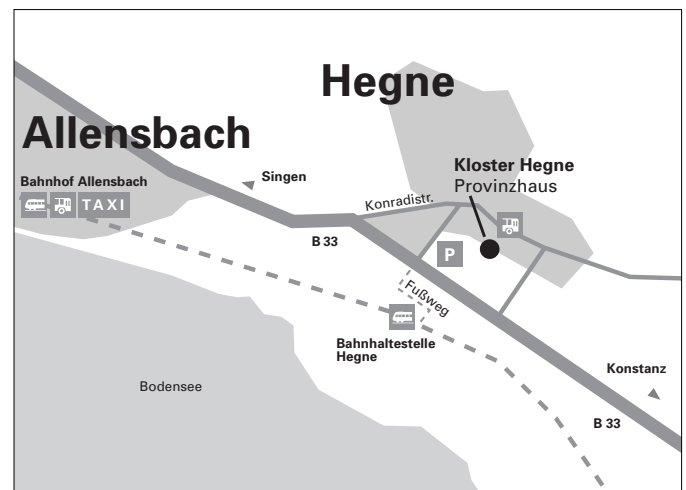 Hegne
Allensbach
Kloster Hegne
Provinzhaus
Singen
Bahnhof Allensbach
TAXI
Konradistr.
B 33
P
Fußweg
Bahnhaltestelle
Hegne
Konstanz
Bodensee
B 33